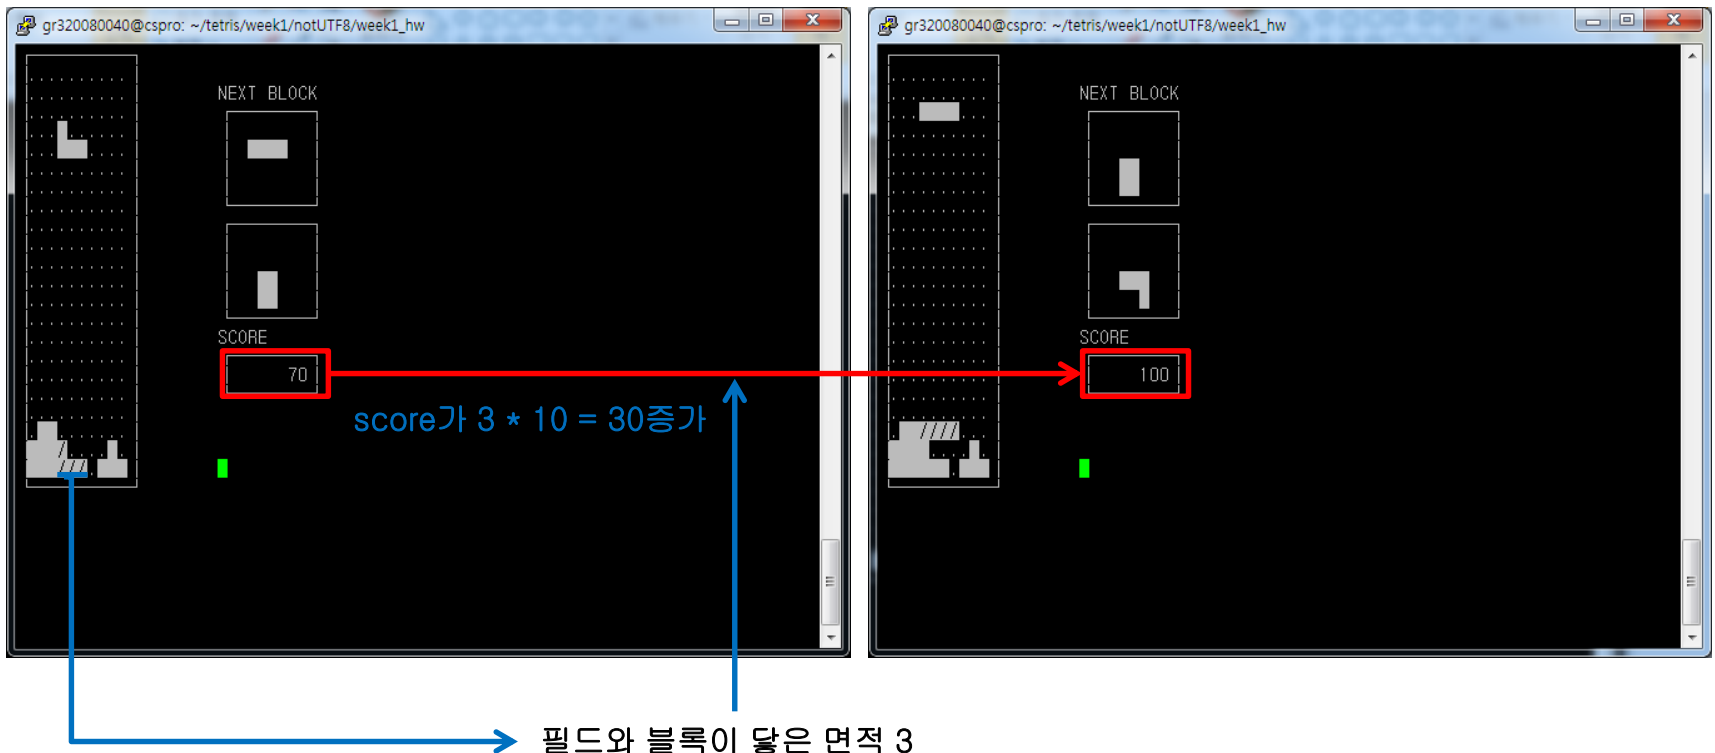 gr320080040@cspro: ~/tetris/week1/notUTF8/week1_hw
NEXT BLOCK
SCORE
70
score가 3 * 10 = 30증가
gr320080040@cspro: ~/tetris/week1/notUTF8/week1_hw
NEXT BLOCK
SCORE
100
필드와 블록이 닿은 면적 3